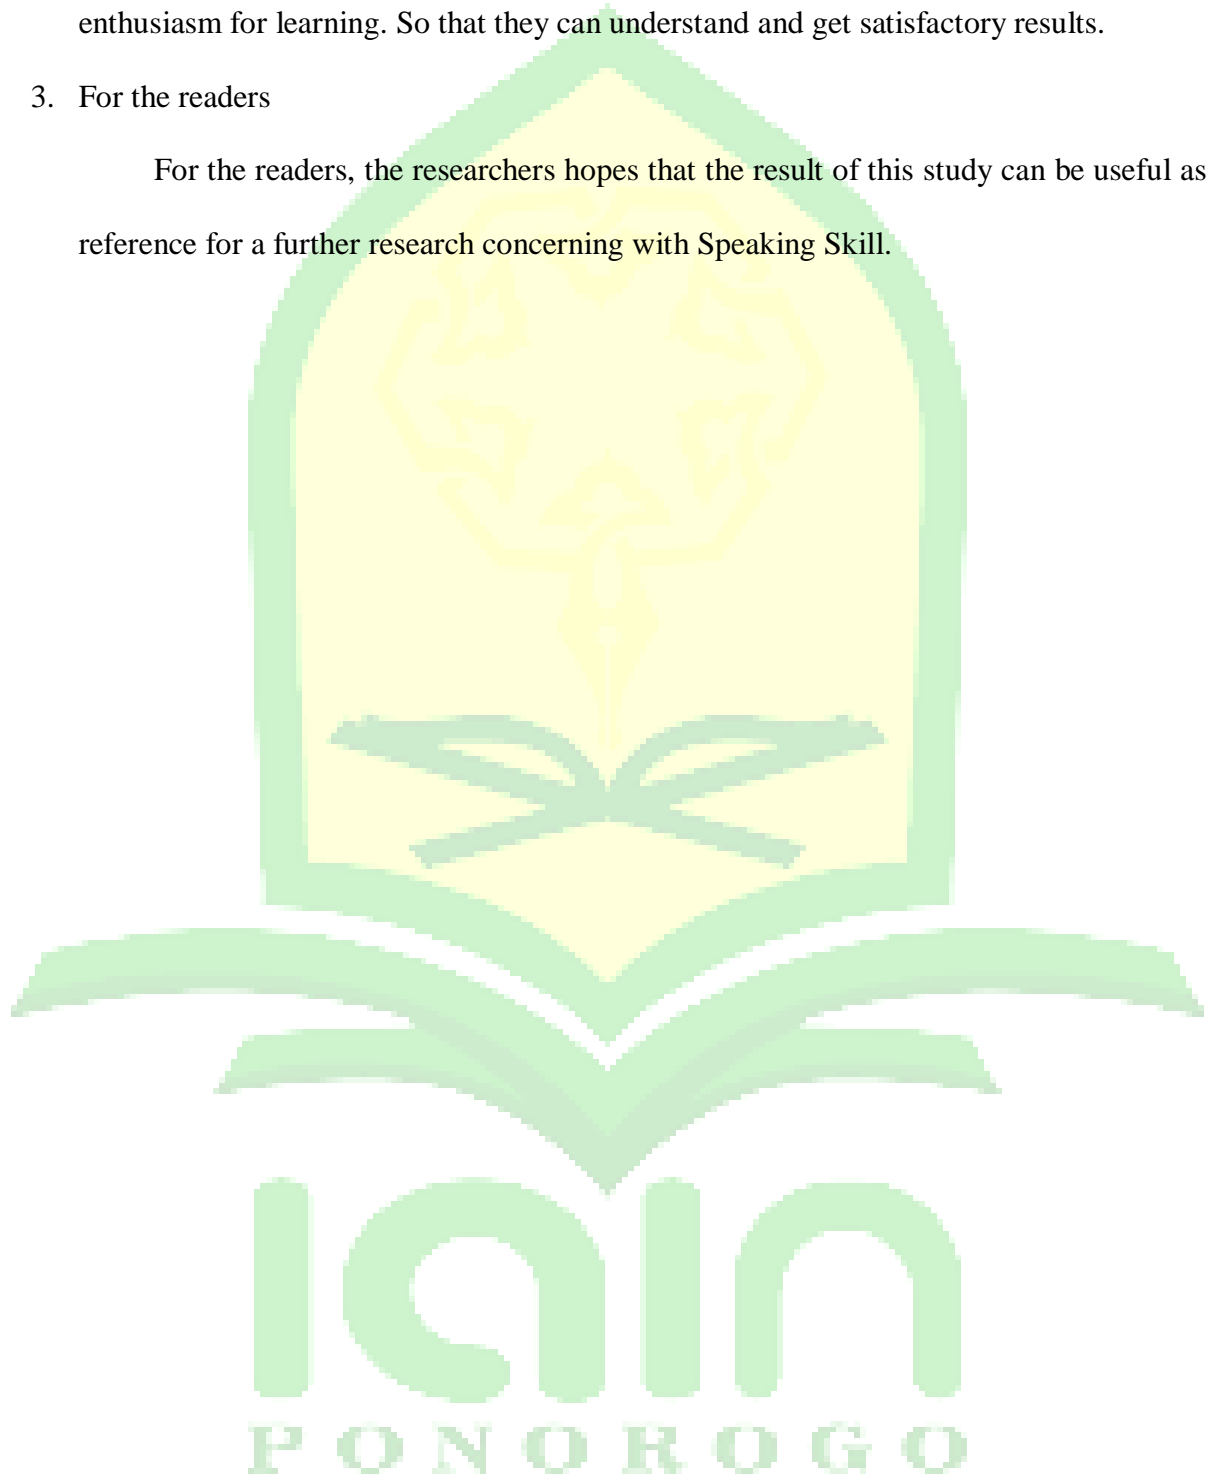 enthusiasm for learning. So that they can understand and get satisfactory results.
3. For the readers
For the readers, the researchers hopes that the result of this study can be useful as
reference for a further research concerning with Speaking Skill.
iain
PONOROGO